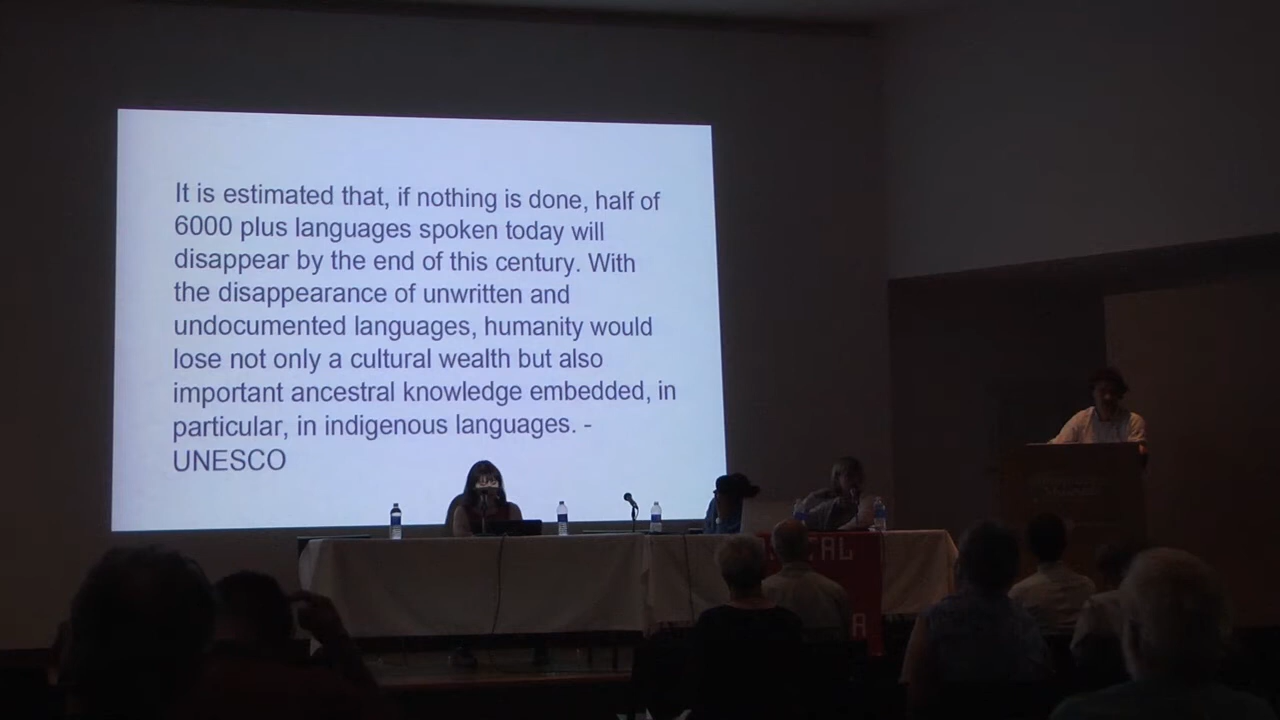 It is estimated that, if nothing is done, half of
6000 plus languages spoken today will
disappear by the end of this century. With
the disappearance of unwritten and
undocumented languages, humanity would
lose not only a cultural wealth but also
important ancestral knowledge embedded, in
particular, in indigenous languages. -
UNESCO